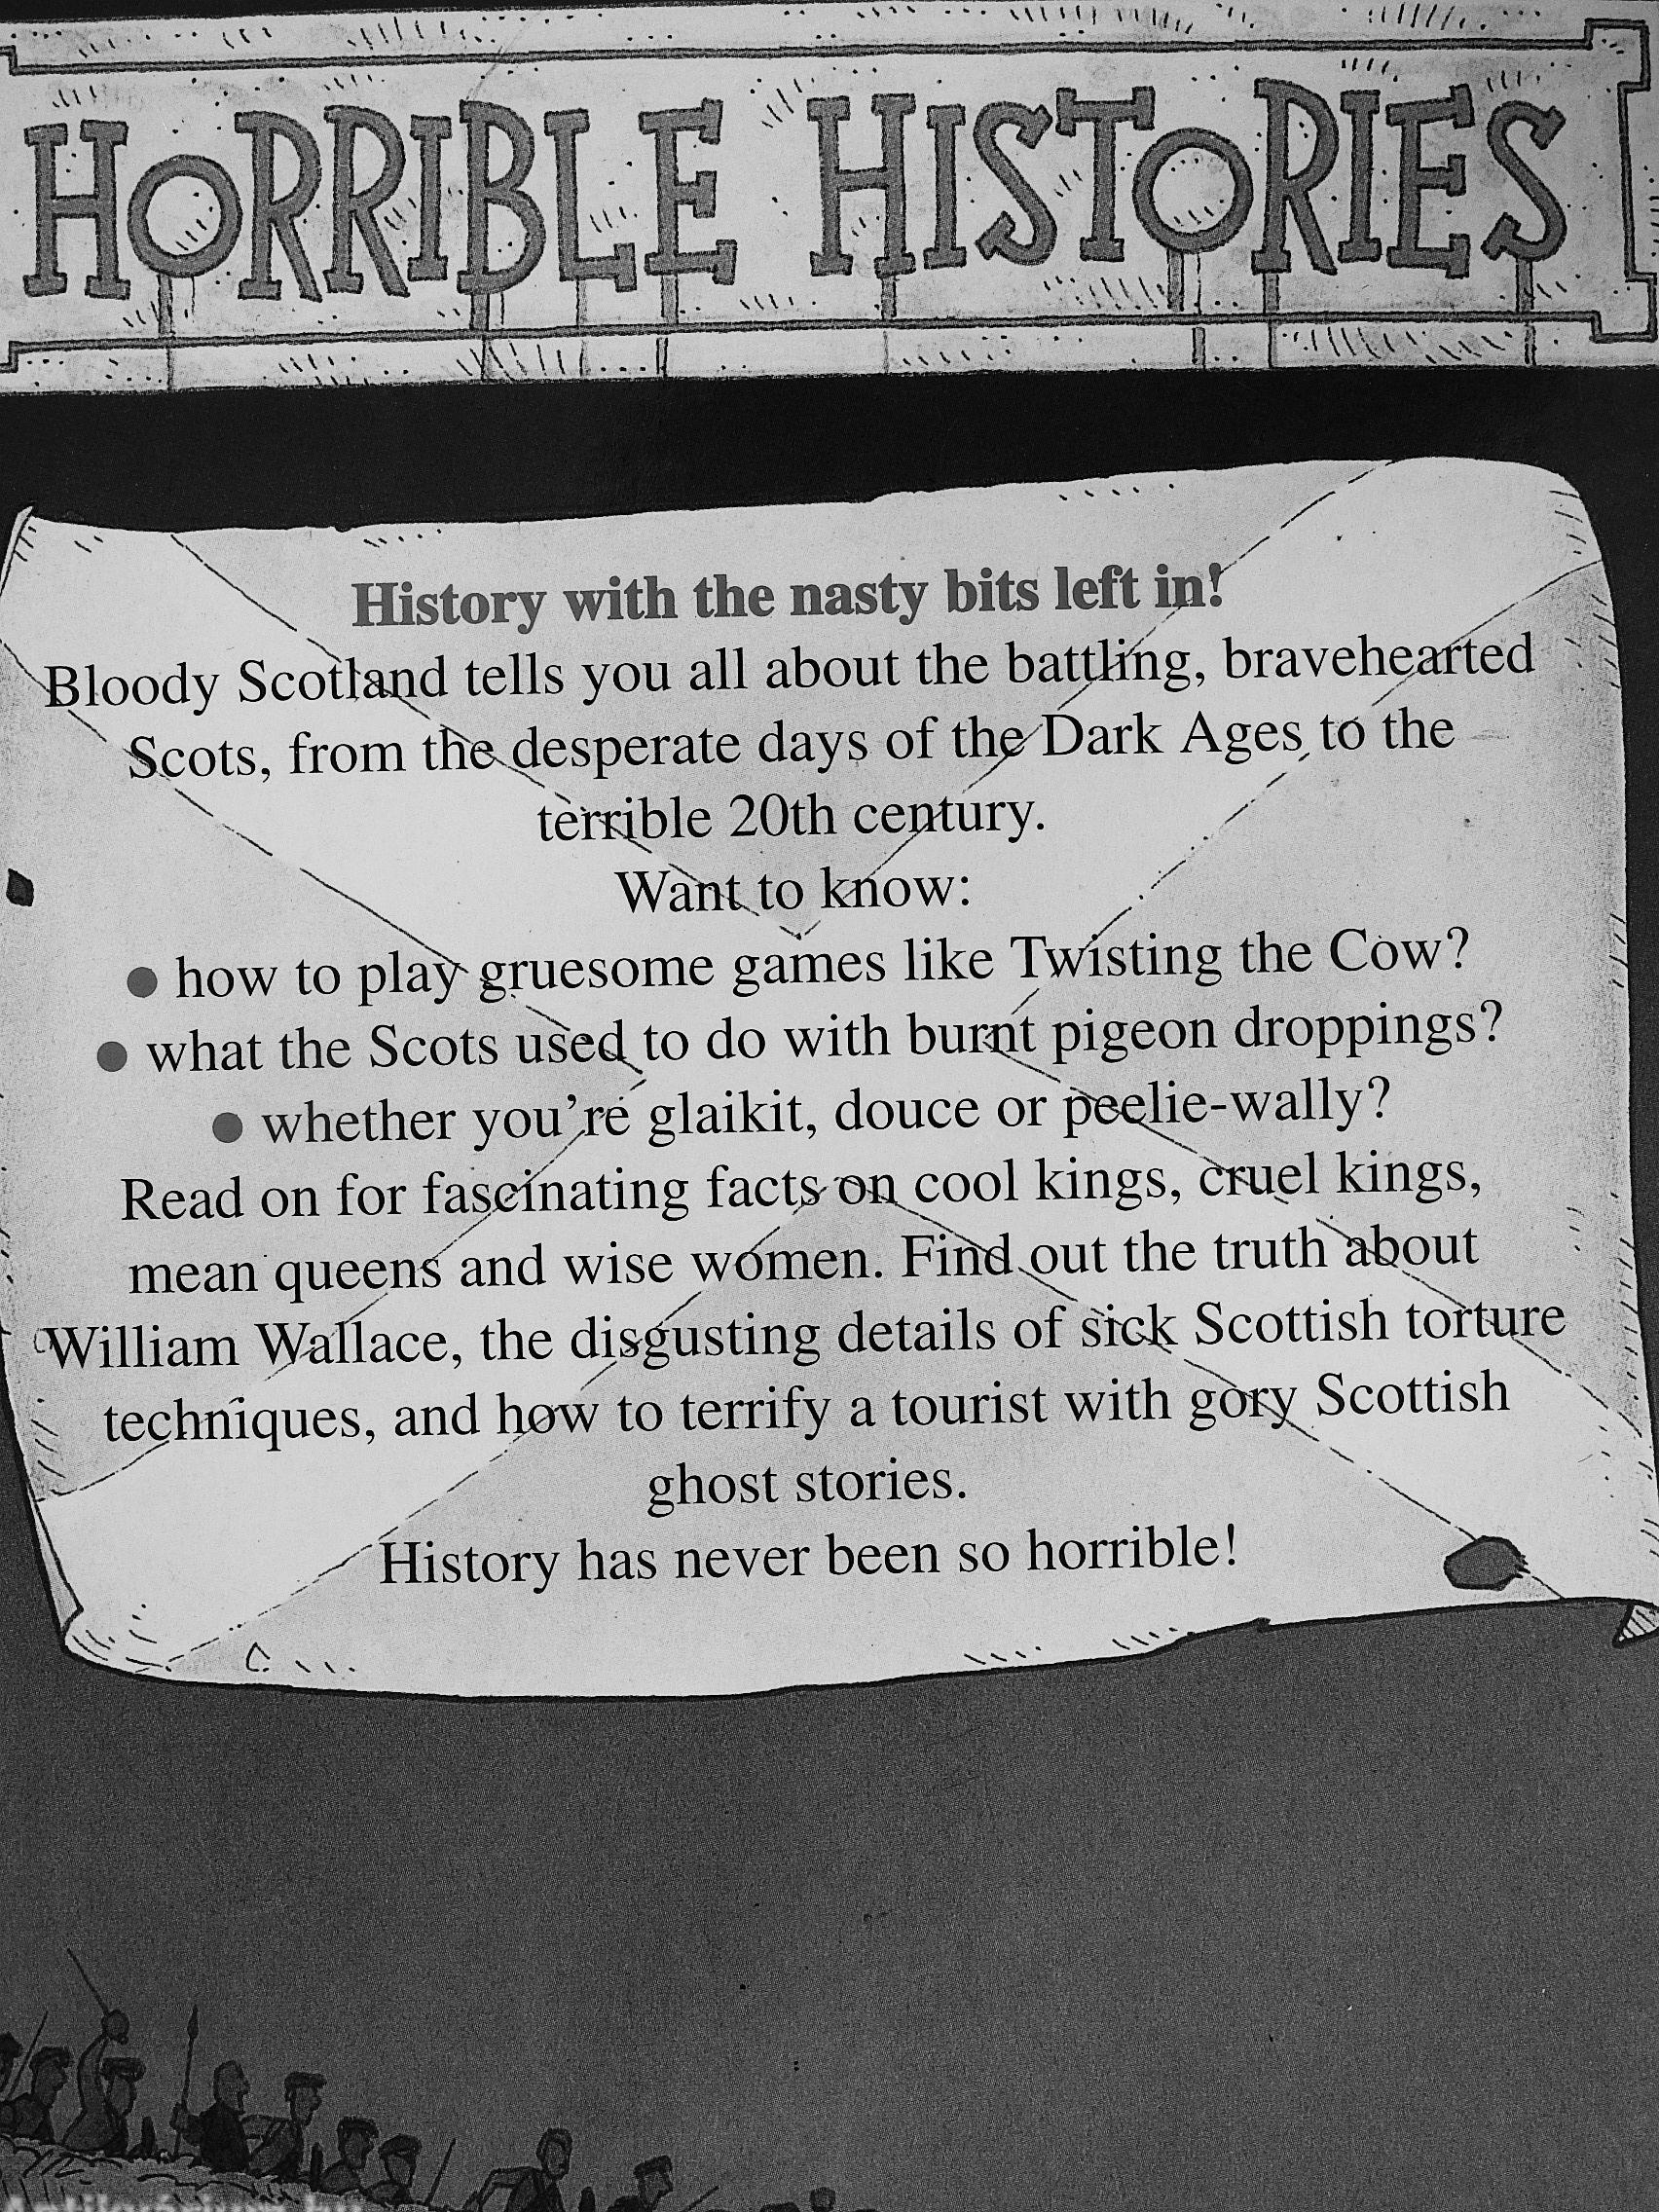 HORRIBLE HISTORIES
History with the nasty bits left in!
Bloody Scotland tells you all about the battling, bravehearted
Scots, from the desperate days of the Dark Ages to the
terrible 20th century.
Want to know:
● how to play gruesome games like Twisting the Cow?
● what the Scots used to do with burnt pigeon droppings?
● whether you're glaikit, douce or peelie-wally?
Read on for fascinating facts on cool kings, cruel kings,
mean queens and wise women. Find out the truth about
William Wallace, the disgusting details of sick Scottish torture
techniques, and how to terrify a tourist with gory Scottish
ghost stories.
History has never been so horrible!